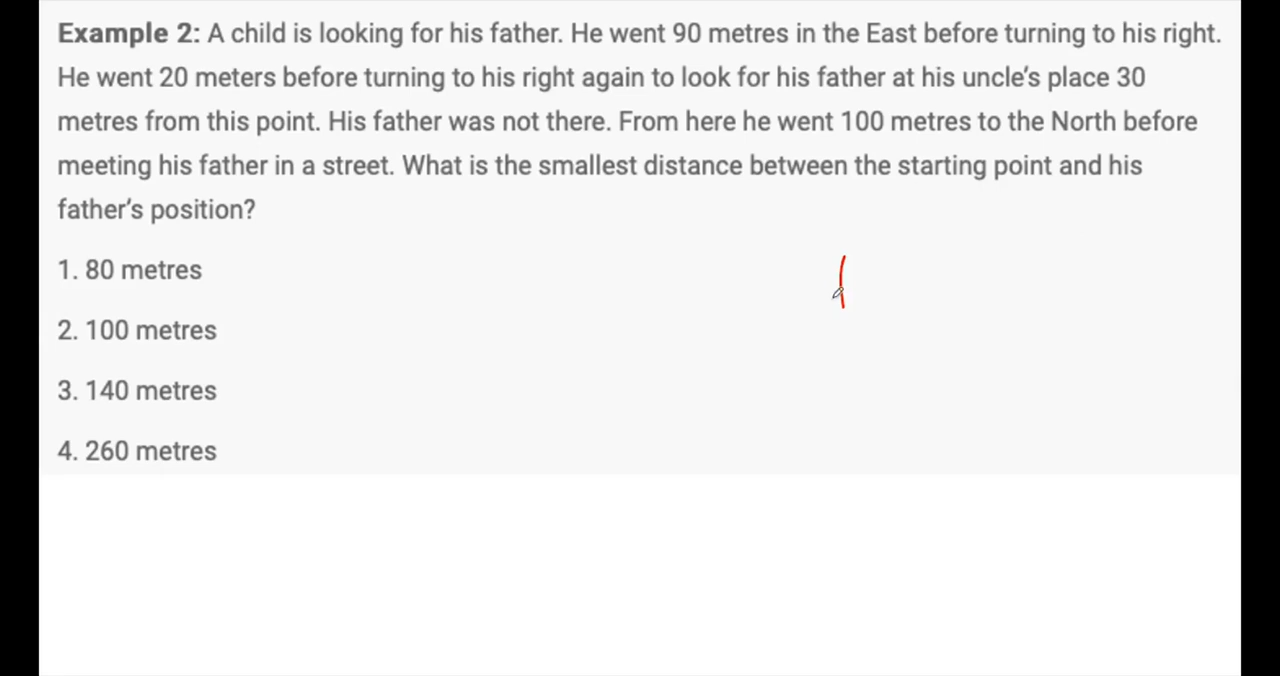 Example 2: A child is looking for his father. He went 90 metres in the East before turning to his right.
He went 20 meters before turning to his right again to look for his father at his uncle’s place 30
metres from this point. His father was not there. From here he went 100 metres to the North before
meeting his father in a street. What is the smallest distance between the starting point and his
father’s position?
1. 80 metres
2. 100 metres
3. 140 metres
4. 260 metres